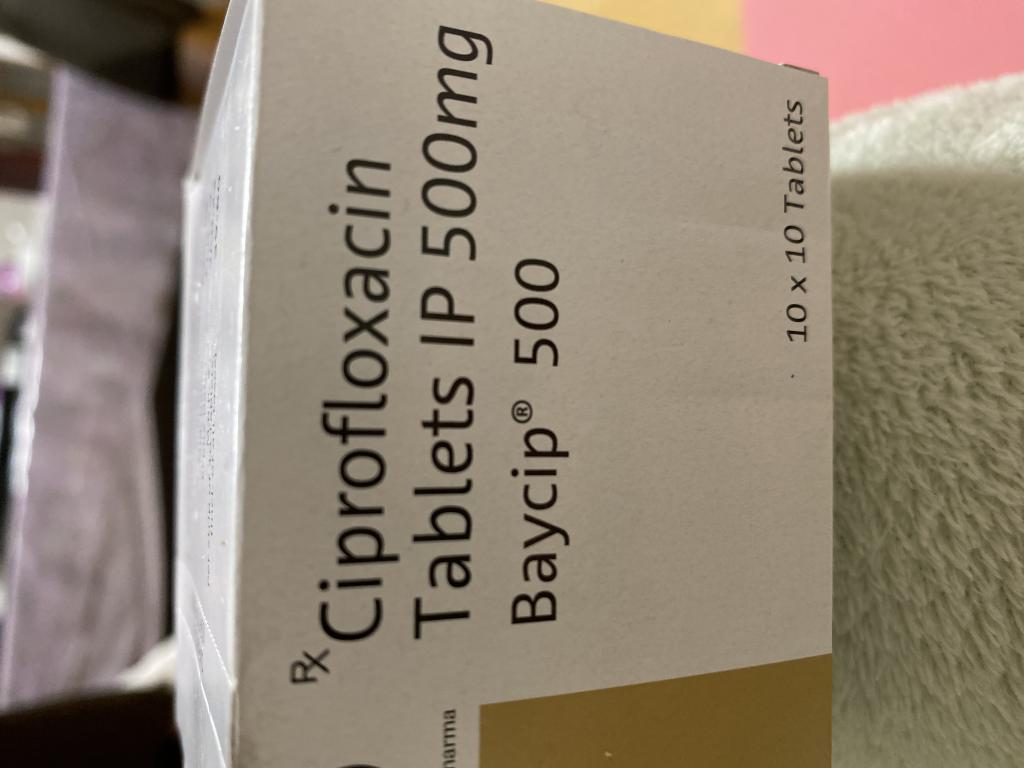 Rx Ciprofloxacin
Tablets IP 500mg
Baycip® 500
10 x 10 Tablets